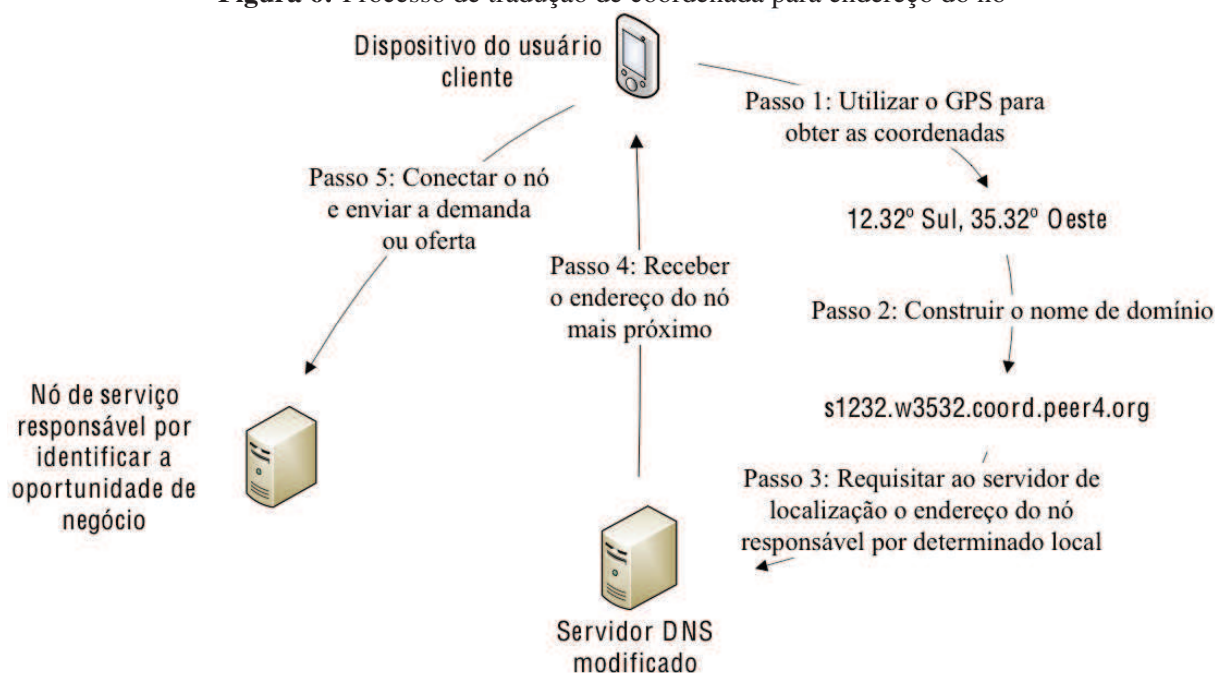 Figura 6: Processo de tradução de coordenada para endereço do nó
Dispositivo do usuário
cliente
Passo 1: Utilizar o GPS para
obter as coordenadas
12.32º Sul, 35.32º Oeste
Passo 2: Construir o nome de domínio
s1232.w3532.coord.peer4.org
Passo 3: Requisitar ao servidor de
localização o endereço do nó
responsável por determinado local
Servidor DNS
modificado
Passo 4: Receber
o endereço do nó
mais próximo
Passo 5: Conectar o nó
e enviar a demanda
ou oferta
Nó de serviço
responsável por
identificar a
oportunidade de
negócio